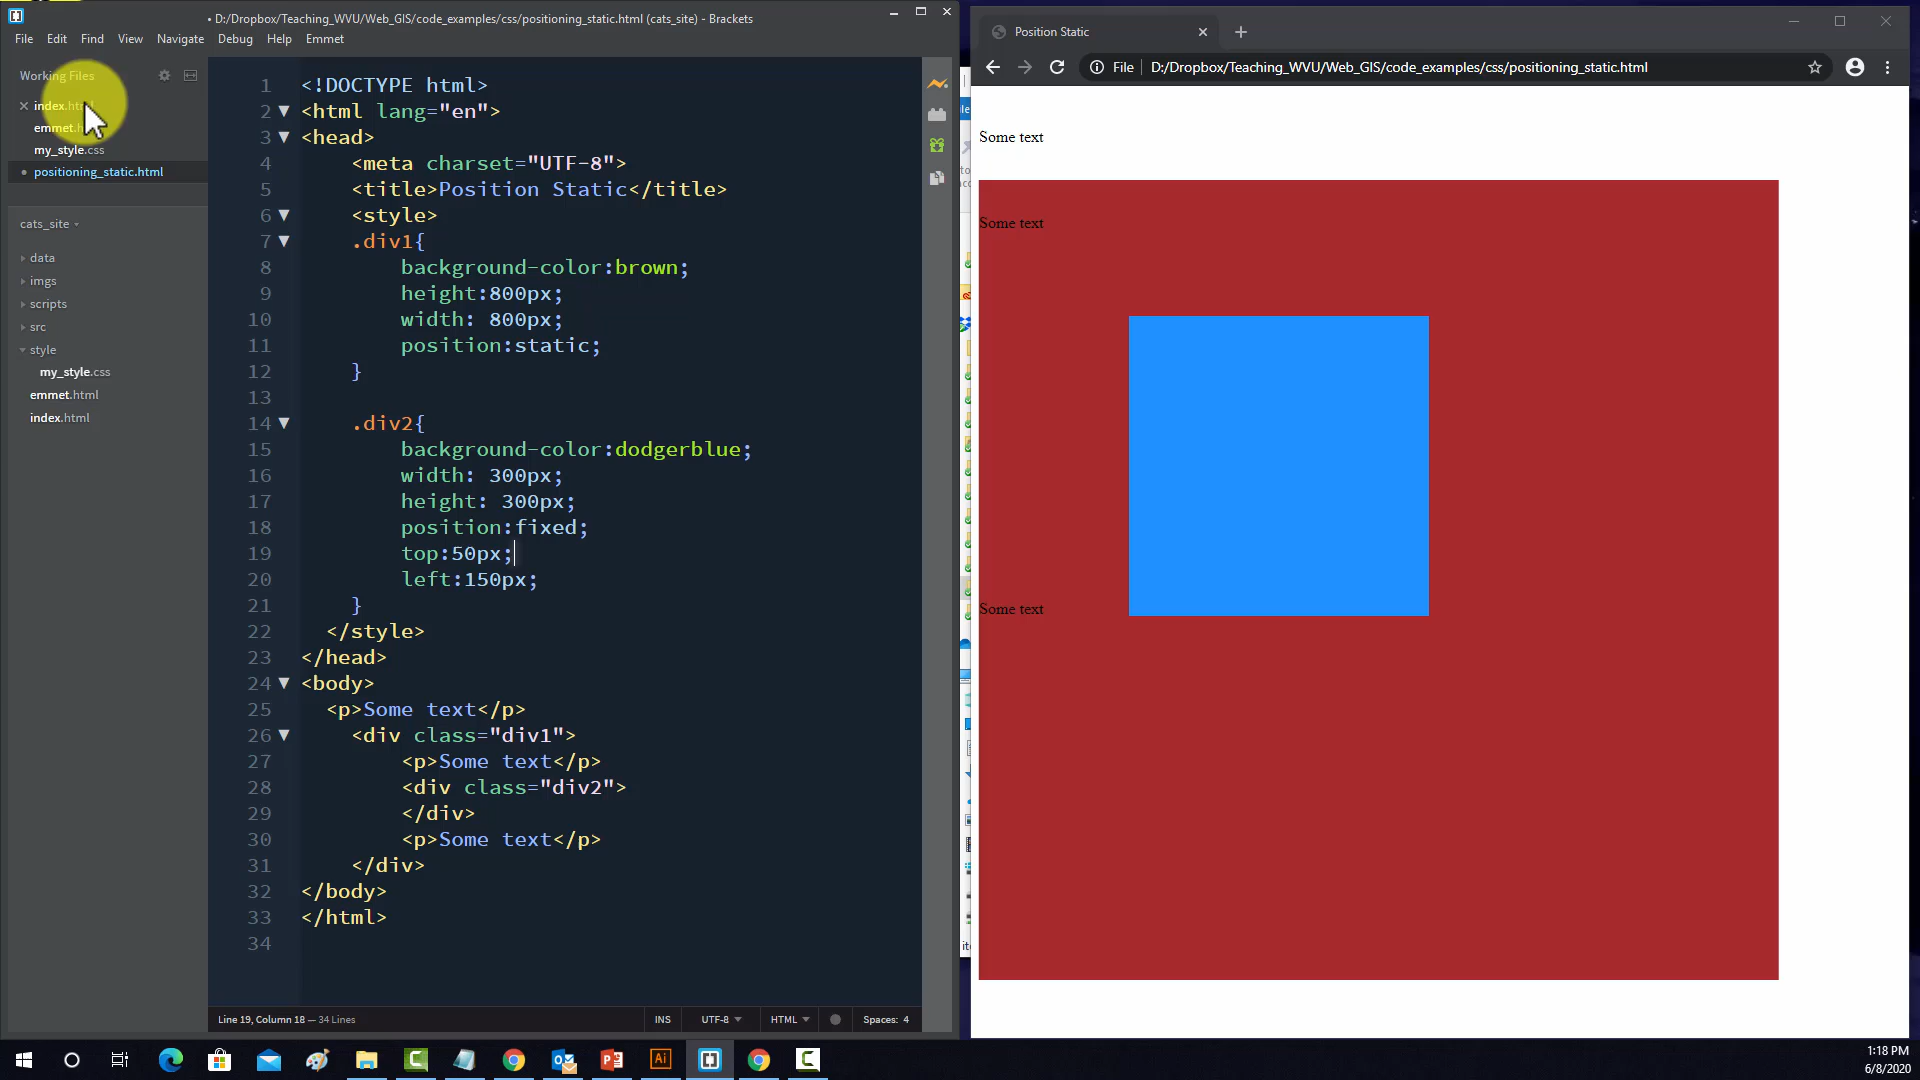 • D:/Dropbox/Teaching_WVU/Web_GIS/code_examples/css/positioning_static.html (cats_site) - Brackets
File Edit Find View Navigate Debug Help Emmet
Working Files
index.html
emmet.h
my_style.css
positioning_static.html
cats_site
data
imgs
scripts
src
style
my_style.css
emmet.html
index.html
1 <!DOCTYPE html>
2 <html lang="en">
3 <head>
4 <meta charset="UTF-8">
5 <title>Position Static</title>
6 <style>
7 .div1{
8 background-color:brown;
9 height:800px;
10 width: 800px;
11 position:static;
12 }
13
14 .div2{
15 background-color:dodgerblue;
16 width: 300px;
17 height: 300px;
18 position:fixed;
19 top:50px;
20 left:150px;
21 }
22 </style>
23 </head>
24 <body>
25 <p>Some text</p>
26 <div class="div1">
27 <p>Some text</p>
28 <div class="div2">
29 </div>
30 <p>Some text</p>
31 </div>
32 </body>
33 </html>
34
Line 19, Column 18 — 34 Lines
INS UTF-8 HTML Spaces: 4
Position Static
File D:/Dropbox/Teaching_WVU/Web_GIS/code_examples/css/positioning_static.html
Some text
Some text
Some text
1:18 PM
6/8/2020